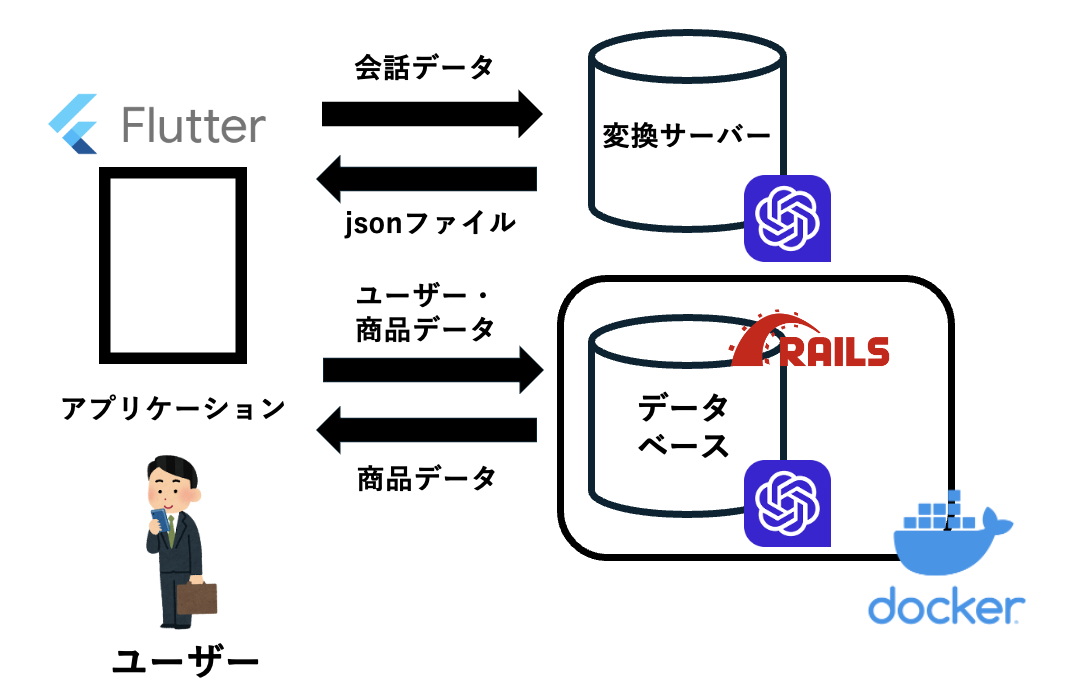 Flutter
アプリケーション
ユーザー
会話データ
jsonファイル
ユーザー・
商品データ
商品データ
変換サーバー
RAILS
データ
ベース
docker